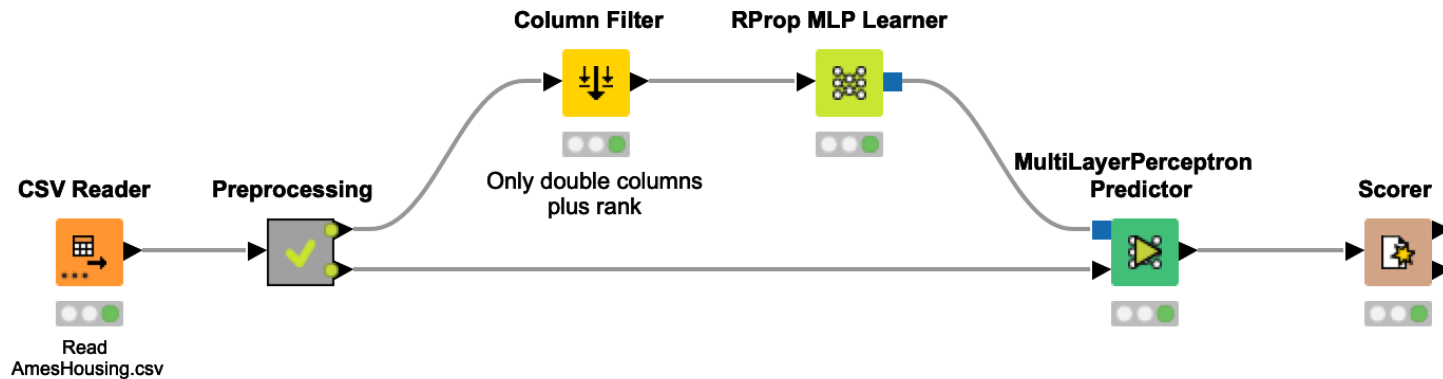 Column Filter
RProp MLP Learner
Only double columns
plus rank
MultiLayerPerceptron
Predictor
CSV Reader
Preprocessing
Scorer
Read
AmesHousing.csv